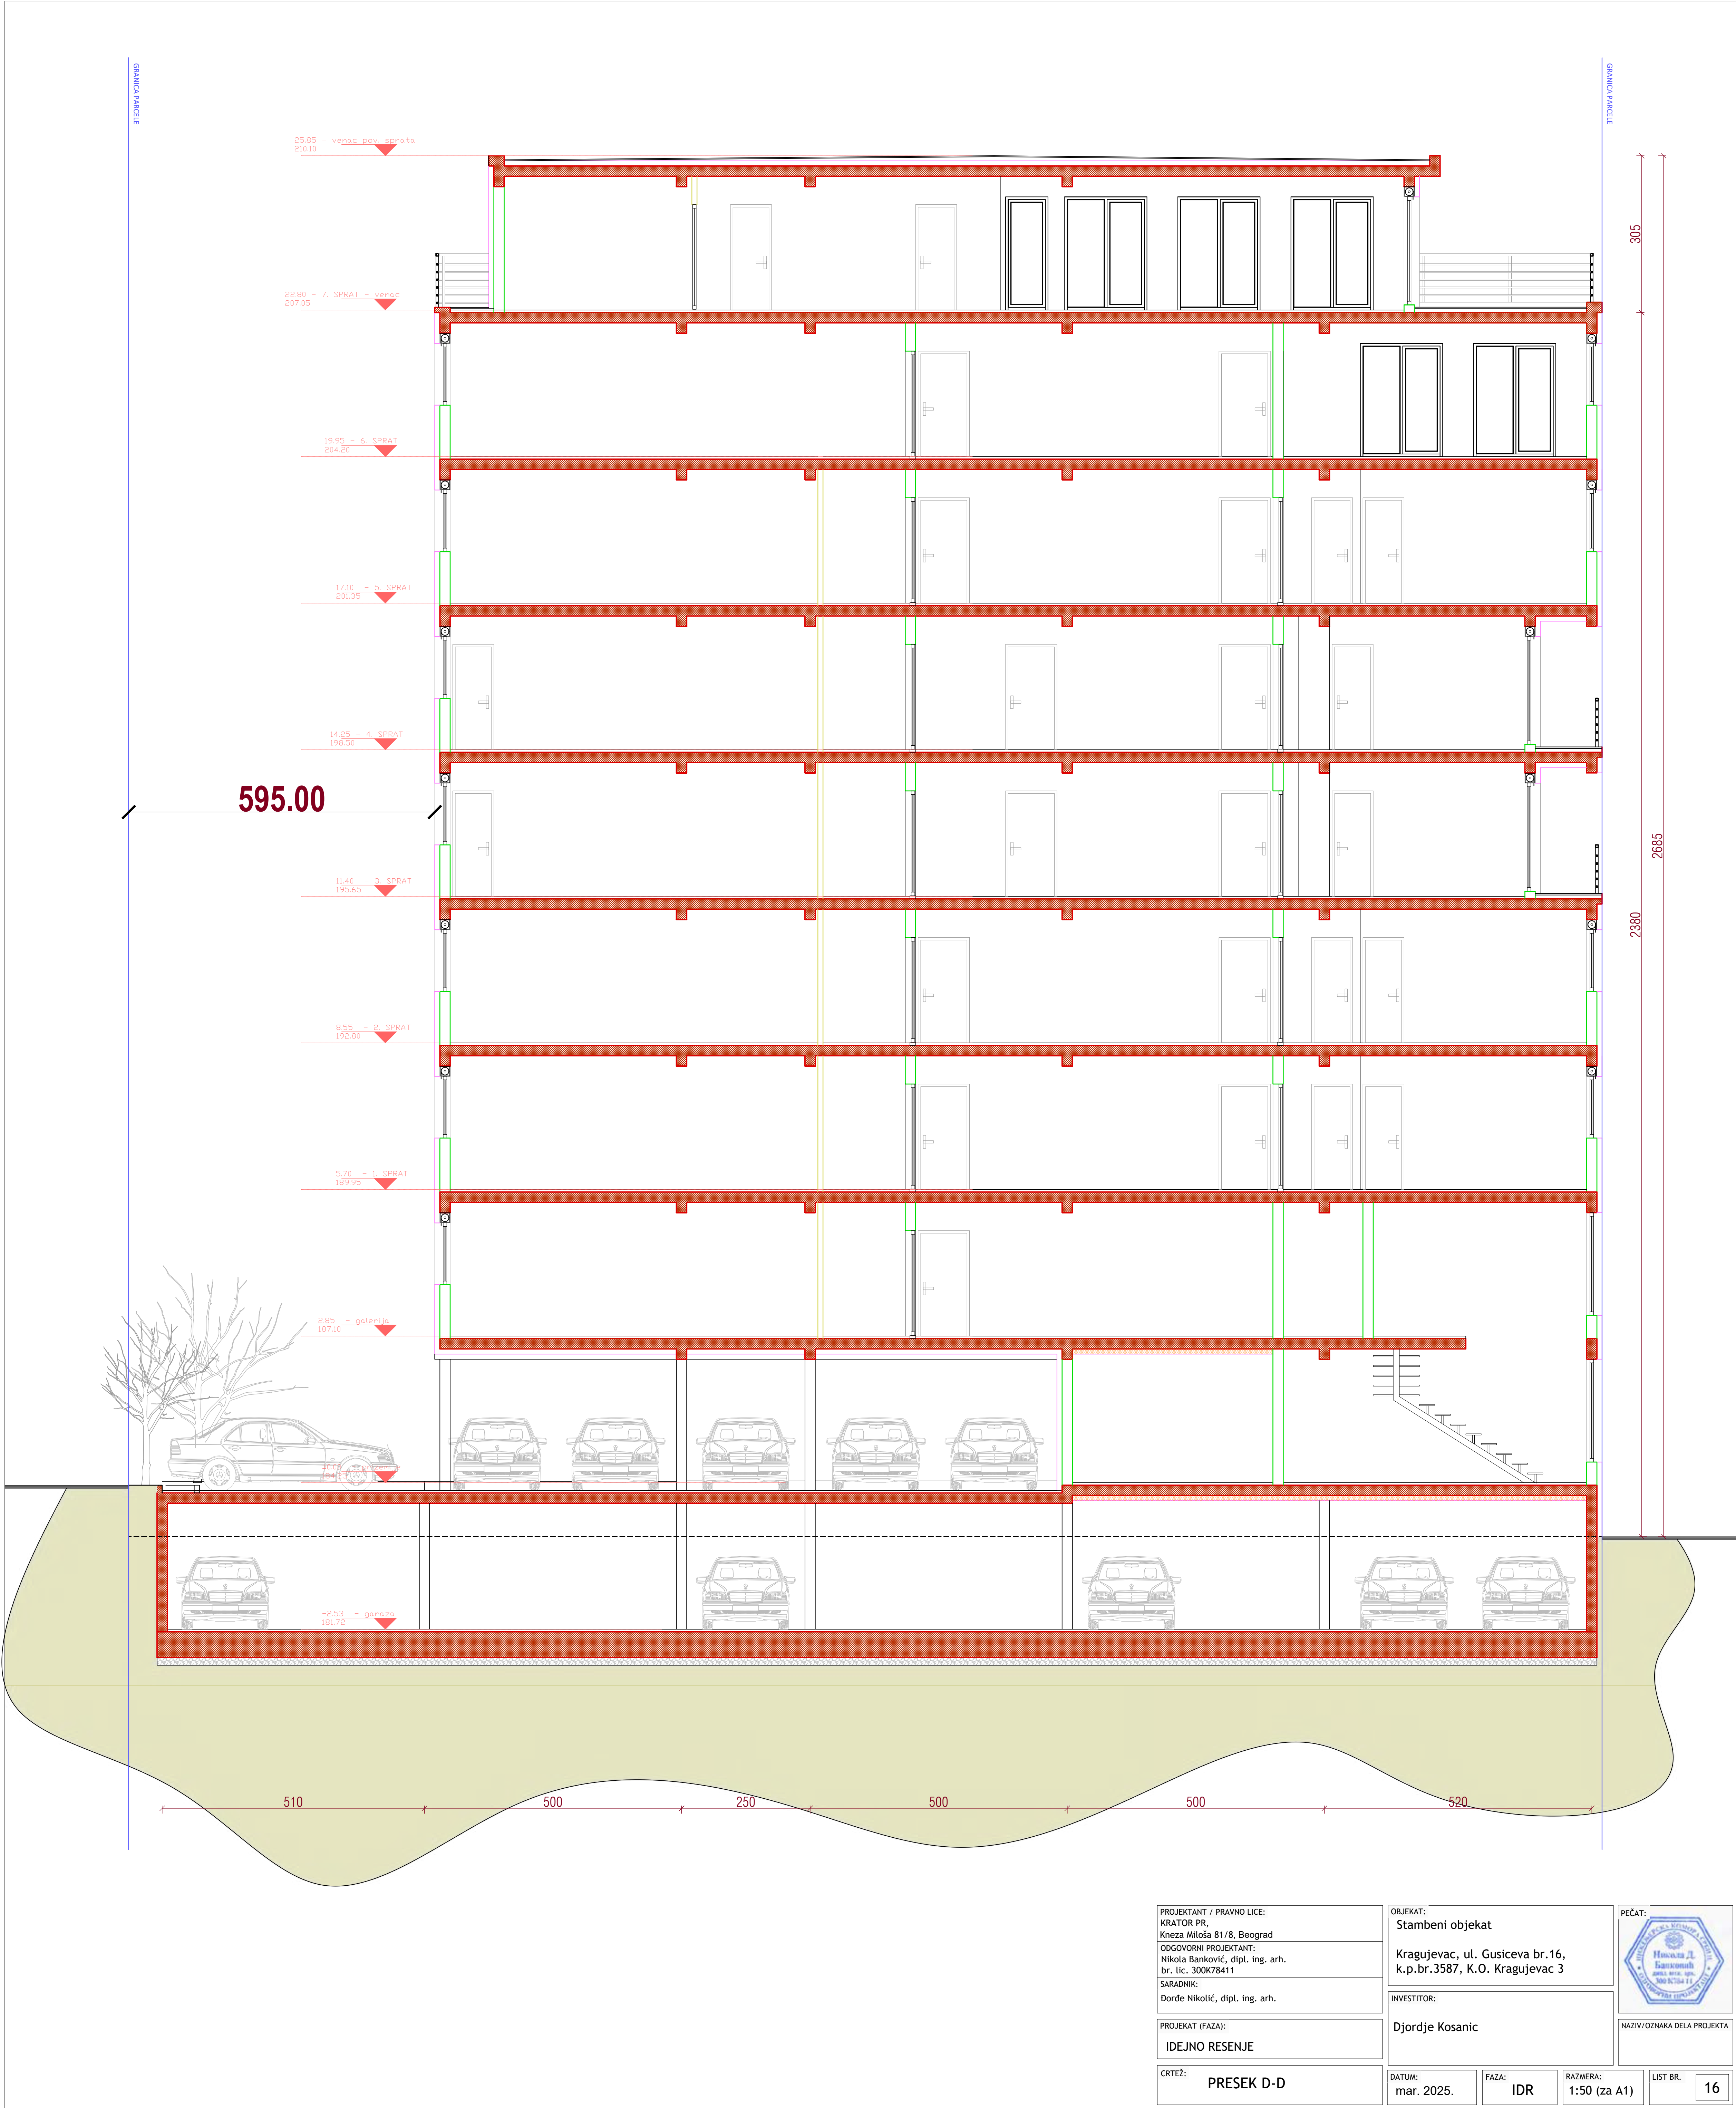 GRANICA PARCELE
GRANICA PARCELE
25.85 - venac pov. sprata
210.10
305
22.80 - 7. SPRAT - venac
207.05
19.95 - 6. SPRAT
204.20
17.10 - 5. SPRAT
201.35
14.25 - 4. SPRAT
198.50
595.00
2685
11.40 - 3. SPRAT
195.65
2380
8.55 - 2. SPRAT
192.80
5.70 - 1. SPRAT
189.95
2.85 - galerija
187.10
-2.53 - garaza
181.72
510
500
250
500
500
520
PROJEKTANT / PRAVNO LICE:
KRATOR PR,
Kneza Miloša 81/8, Beograd
ODGOVORNI PROJEKTANT:
Nikola Banković, dipl. ing. arh.
br. lic. 300K78411
SARADNIK:
Đorđe Nikolić, dipl. ing. arh.
PROJEKAT (FAZA):
IDEJNO RESENJE
CRTEŽ:
PRESEK D-D
OBJEKAT:
Stambeni objekat
Kragujevac, ul. Gusiceva br.16,
k.p.br.3587, K.O. Kragujevac 3
INVESTITOR:
Djordje Kosanic
DATUM:
mar. 2025.
FAZA:
IDR
RAZMERA:
1:50 (za A1)
PEČAT:
Никола Д.
Банковић
NAZIV/OZNAKA DELA PROJEKTA
LIST BR.
16